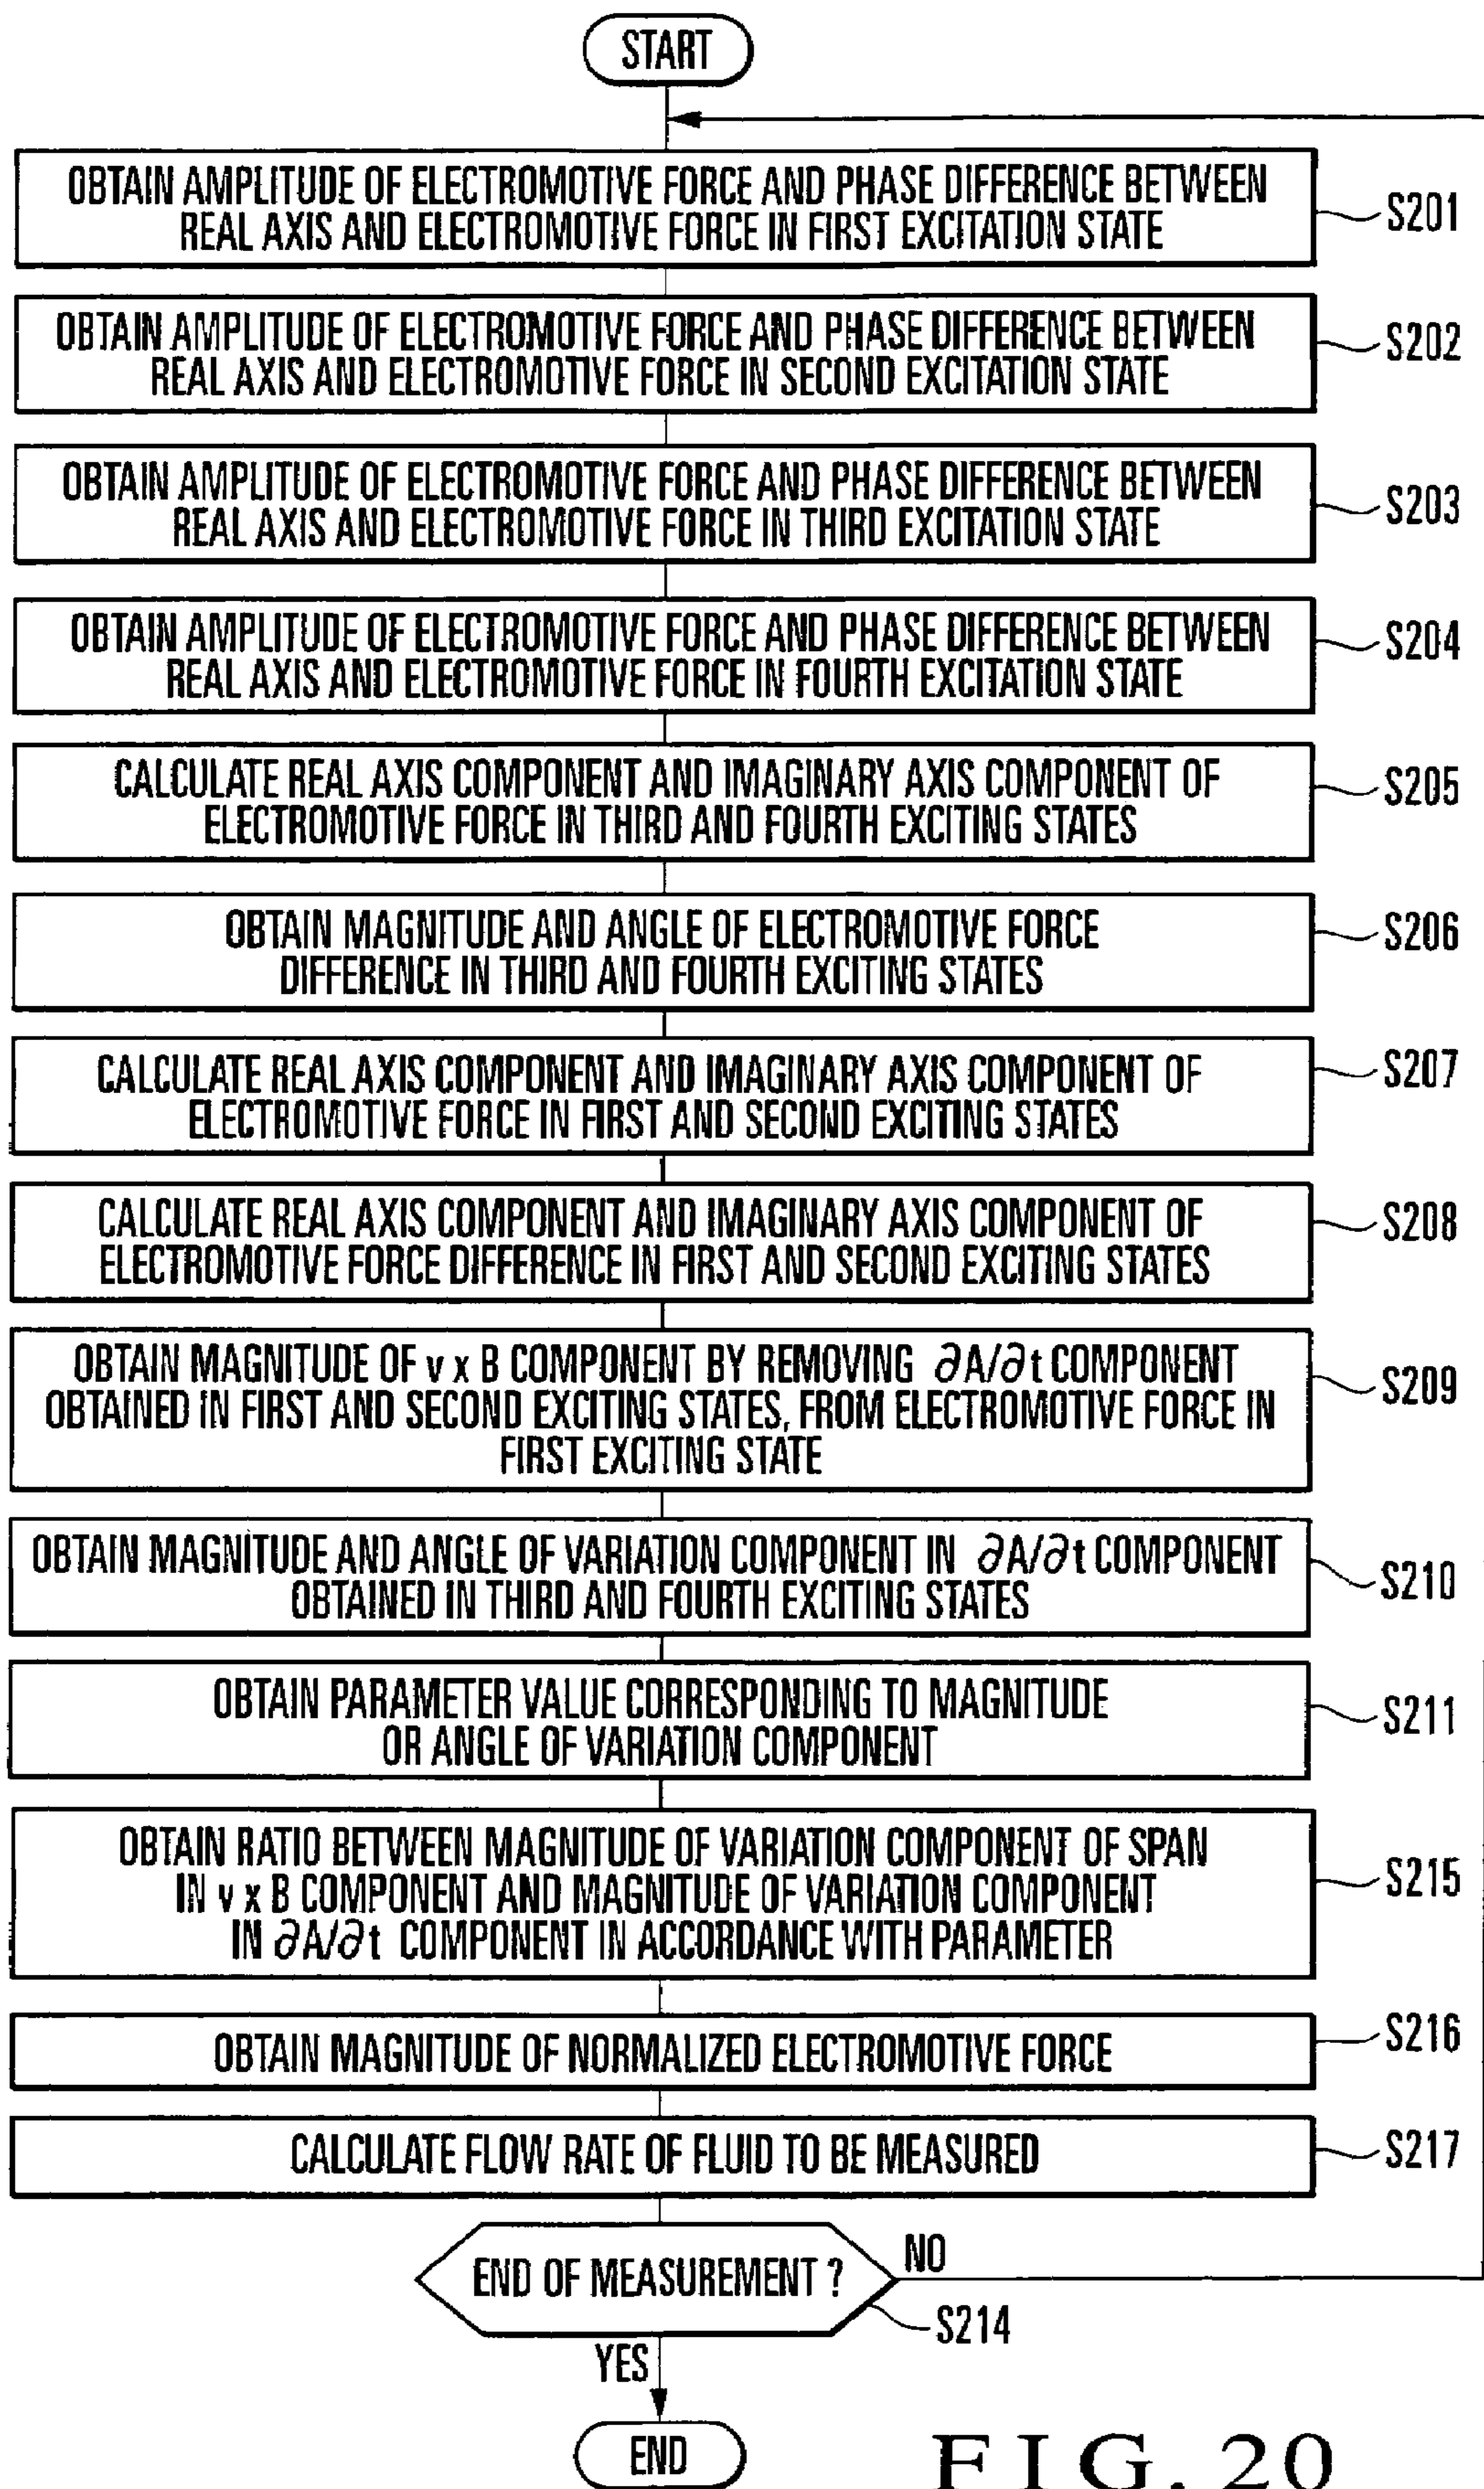 START
OBTAIN AMPLITUDE OF ELECTROMOTIVE FORCE AND PHASE DIFFERENCE BETWEEN
REAL AXIS AND ELECTROMOTIVE FORCE IN FIRST EXCITATION STATE
S201
OBTAIN AMPLITUDE OF ELECTROMOTIVE FORCE AND PHASE DIFFERENCE BETWEEN
REAL AXIS AND ELECTROMOTIVE FORCE IN SECOND EXCITATION STATE
S202
OBTAIN AMPLITUDE OF ELECTROMOTIVE FORCE AND PHASE DIFFERENCE BETWEEN
REAL AXIS AND ELECTROMOTIVE FORCE IN THIRD EXCITATION STATE
S203
OBTAIN AMPLITUDE OF ELECTROMOTIVE FORCE AND PHASE DIFFERENCE BETWEEN
REAL AXIS AND ELECTROMOTIVE FORCE IN FOURTH EXCITATION STATE
S204
CALCULATE REAL AXIS COMPONENT AND IMAGINARY AXIS COMPONENT OF
ELECTROMOTIVE FORCE IN THIRD AND FOURTH EXCITING STATES
S205
OBTAIN MAGNITUDE AND ANGLE OF ELECTROMOTIVE FORCE
DIFFERENCE IN THIRD AND FOURTH EXCITING STATES
S206
CALCULATE REAL AXIS COMPONENT AND IMAGINARY AXIS COMPONENT OF
ELECTROMOTIVE FORCE IN FIRST AND SECOND EXCITING STATES
S207
CALCULATE REAL AXIS COMPONENT AND IMAGINARY AXIS COMPONENT OF
ELECTROMOTIVE FORCE DIFFERENCE IN FIRST AND SECOND EXCITING STATES
S208
OBTAIN MAGNITUDE OF v x B COMPONENT BY REMOVING ∂A/∂t COMPONENT
OBTAINED IN FIRST AND SECOND EXCITING STATES, FROM ELECTROMOTIVE FORCE IN
FIRST EXCITING STATE
S209
OBTAIN MAGNITUDE AND ANGLE OF VARIATION COMPONENT IN ∂A/∂t COMPONENT
OBTAINED IN THIRD AND FOURTH EXCITING STATES
S210
OBTAIN PARAMETER VALUE CORRESPONDING TO MAGNITUDE
OR ANGLE OF VARIATION COMPONENT
S211
OBTAIN RATIO BETWEEN MAGNITUDE OF VARIATION COMPONENT OF SPAN
IN v x B COMPONENT AND MAGNITUDE OF VARIATION COMPONENT
IN ∂A/∂t COMPONENT IN ACCORDANCE WITH PARAMETER
S215
OBTAIN MAGNITUDE OF NORMALIZED ELECTROMOTIVE FORCE
S216
CALCULATE FLOW RATE OF FLUID TO BE MEASURED
S217
END OF MEASUREMENT ?
NO
S214
YES
END
FIG. 20